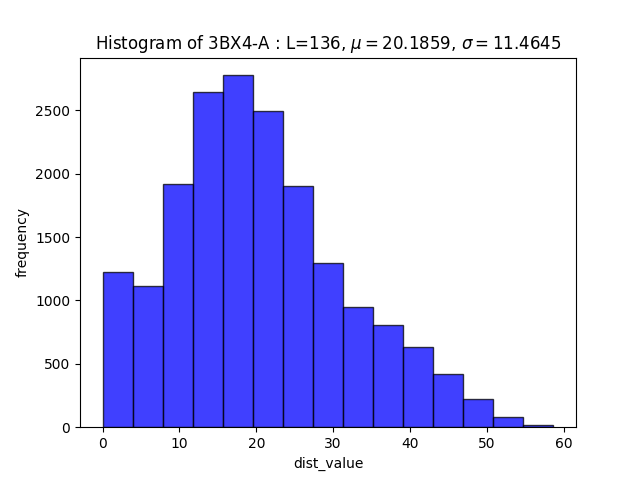 Histogram of 3BX4-A : L=136, μ = 20.1859, σ = 11.4645
frequency
2500
2000
1500
1000
500
0
0 10 20 30 40 50 60
dist_value